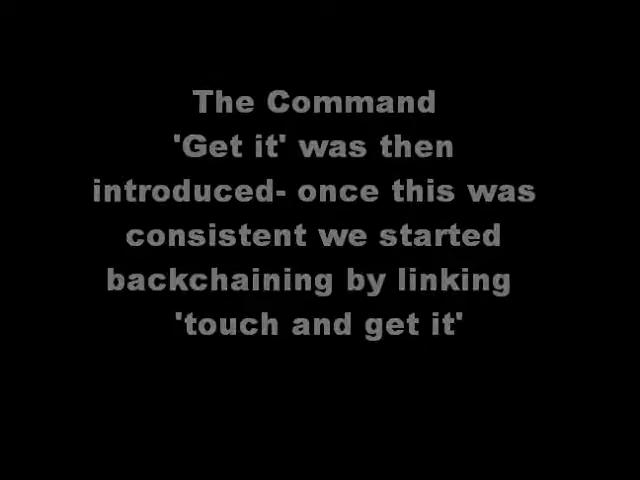 The Command
'Get it' was then
introduced- once this was
consistent we started
backchaining by linking
'touch and get it'